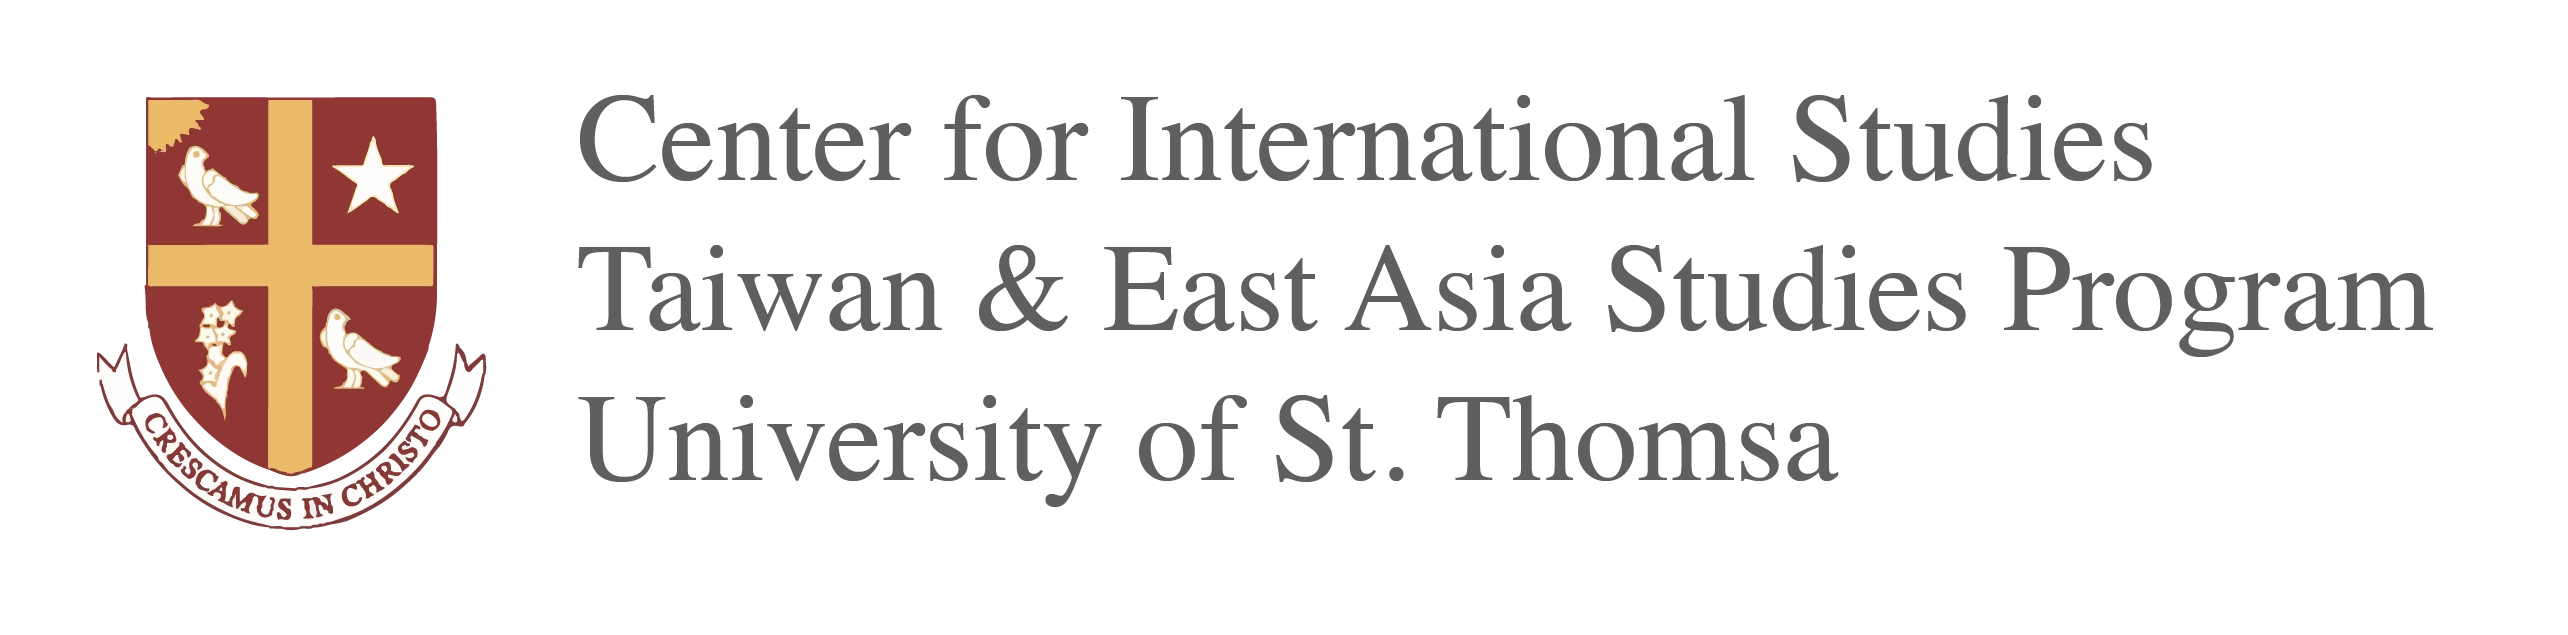 Center for International Studies
Taiwan & East Asia Studies Program
University of St. Thomsa
CRESCAMUS IN CHRISTO